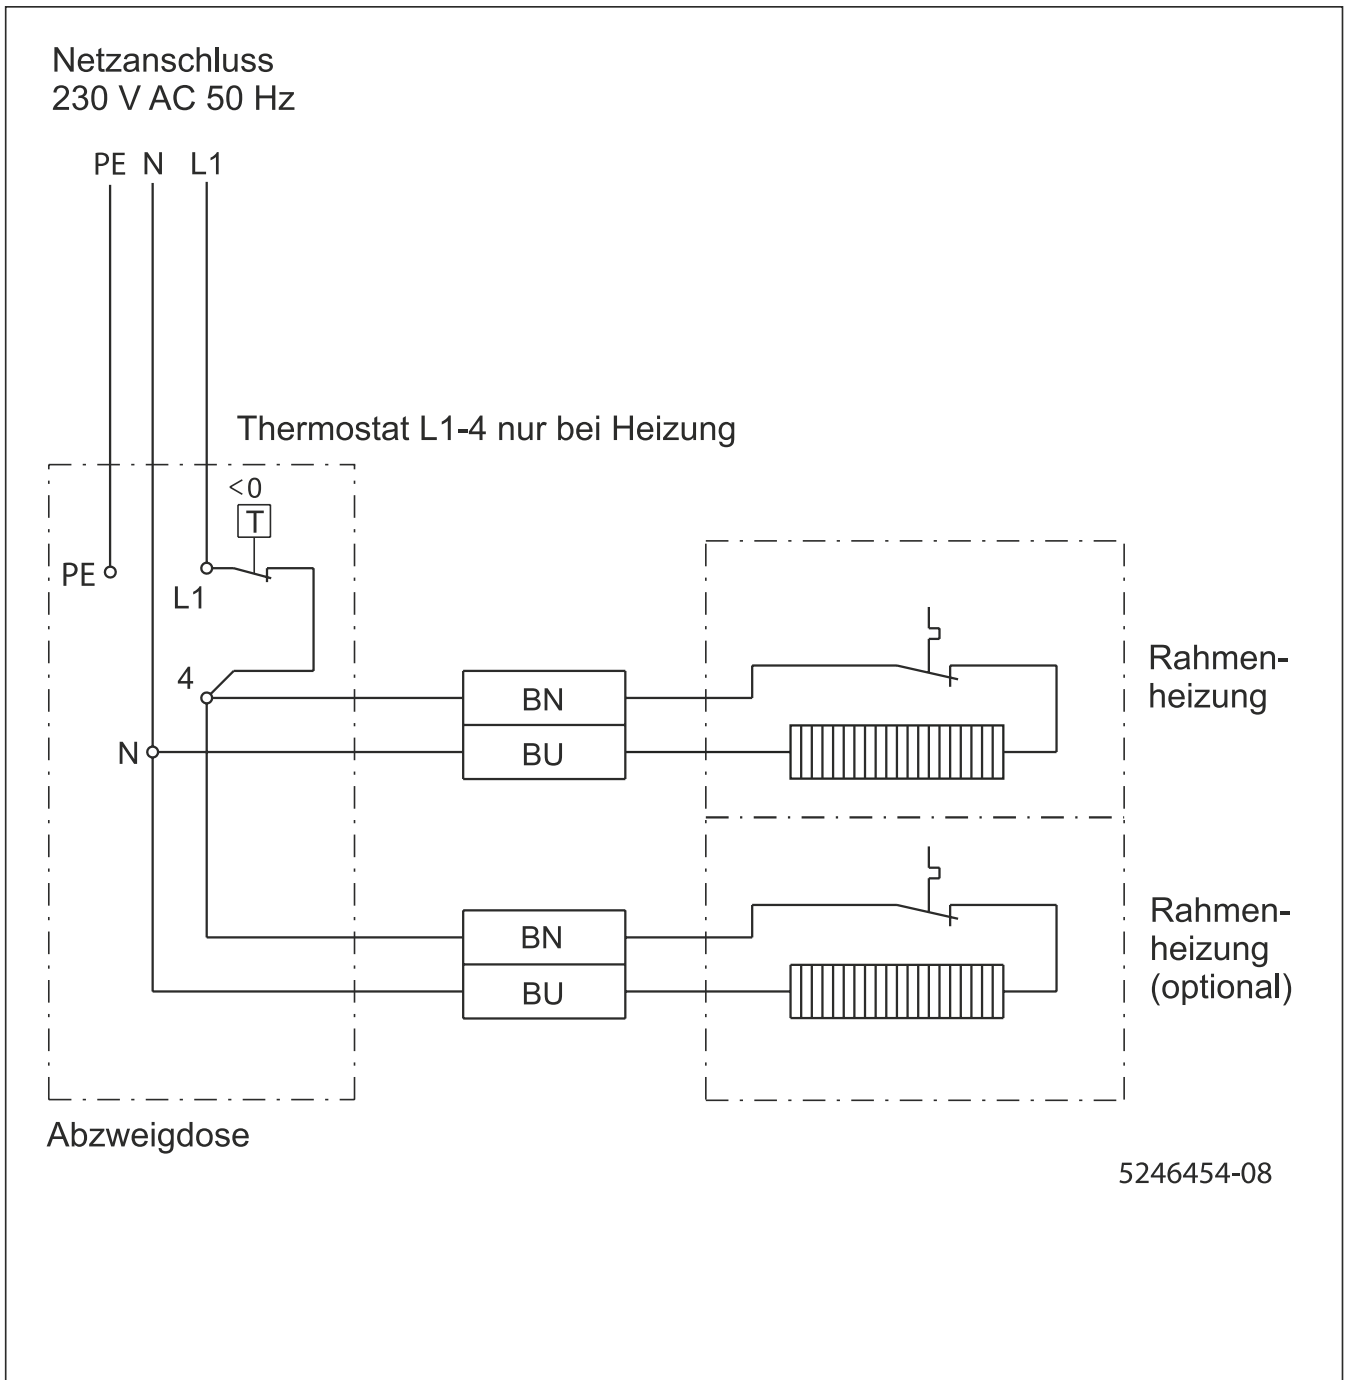 Netzanschluss
230 V AC 50 Hz
PE N L1
Thermostat L1-4 nur bei Heizung
<0
T
PE
L1
4
N
BN
BU
Rahmen-
heizung
BN
BU
Rahmen-
heizung
(optional)
Abzweigdose
5246454-08